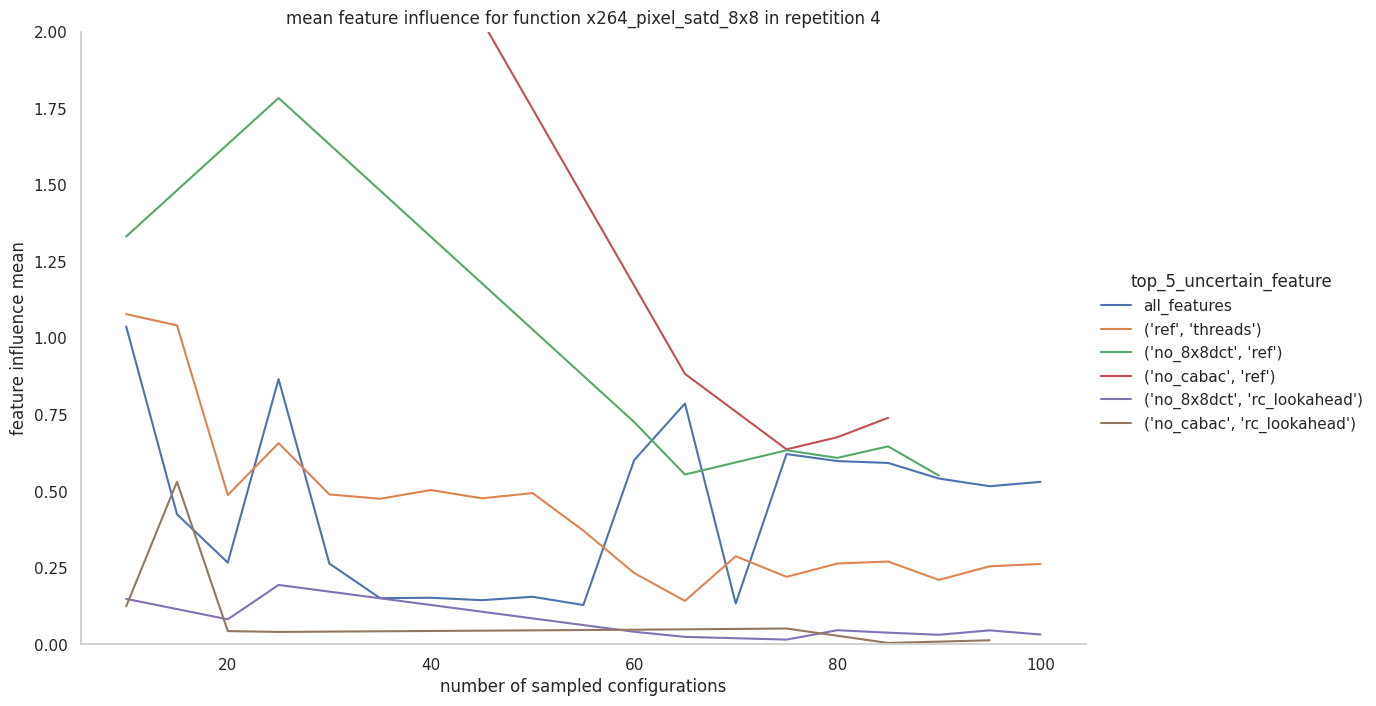 mean feature influence for function x264_pixel_satd_8x8 in repetition 4
2.00
1.75
1.50
1.25
1.00
0.75
0.50
0.25
0.00
feature influence mean
20 40 60 80 100
number of sampled configurations
top_5_uncertain_feature
all_features
('ref', 'threads')
('no_8x8dct', 'ref')
('no_cabac', 'ref')
('no_8x8dct', 'rc_lookahead')
('no_cabac', 'rc_lookahead')